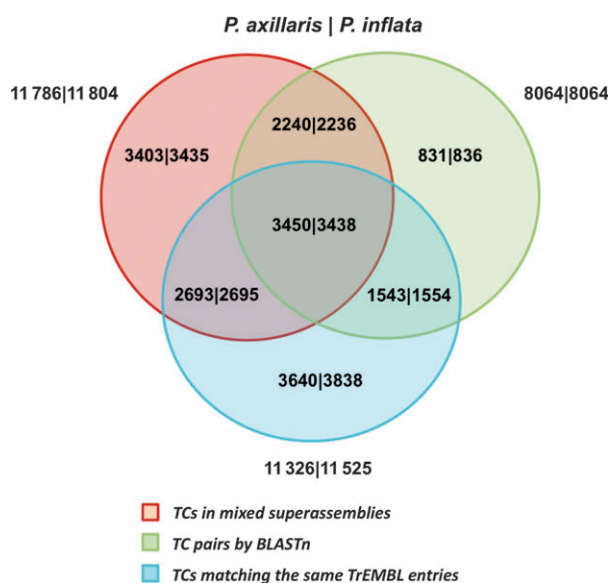 P. axillaris | P. inflata
11 786|11 804
8064|8064
2240|2236
3403|3435
831|836
3450|3438
2693|2695
1543|1554
3640|3838
11 326|11 525
TCs in mixed superassemblies
TC pairs by BLASTn
TCs matching the same TrEMBL entries